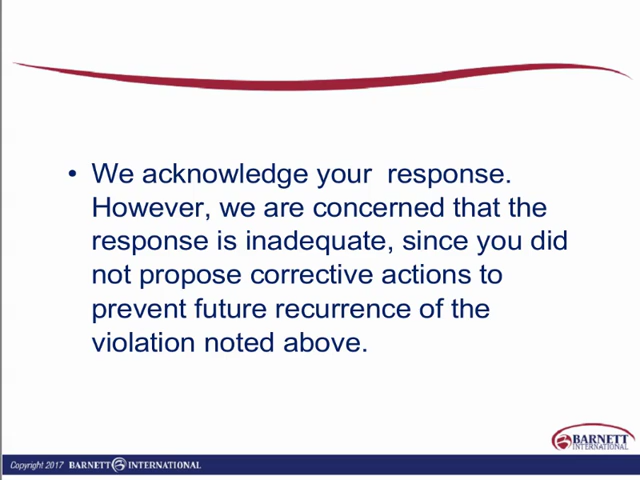 • We acknowledge your  response.
However, we are concerned that the
response is inadequate, since you did
not propose corrective actions to
prevent future recurrence of the
violation noted above.
BARNETT
INTERNATIONAL
Copyright 2017 BARNETT INTERNATIONAL